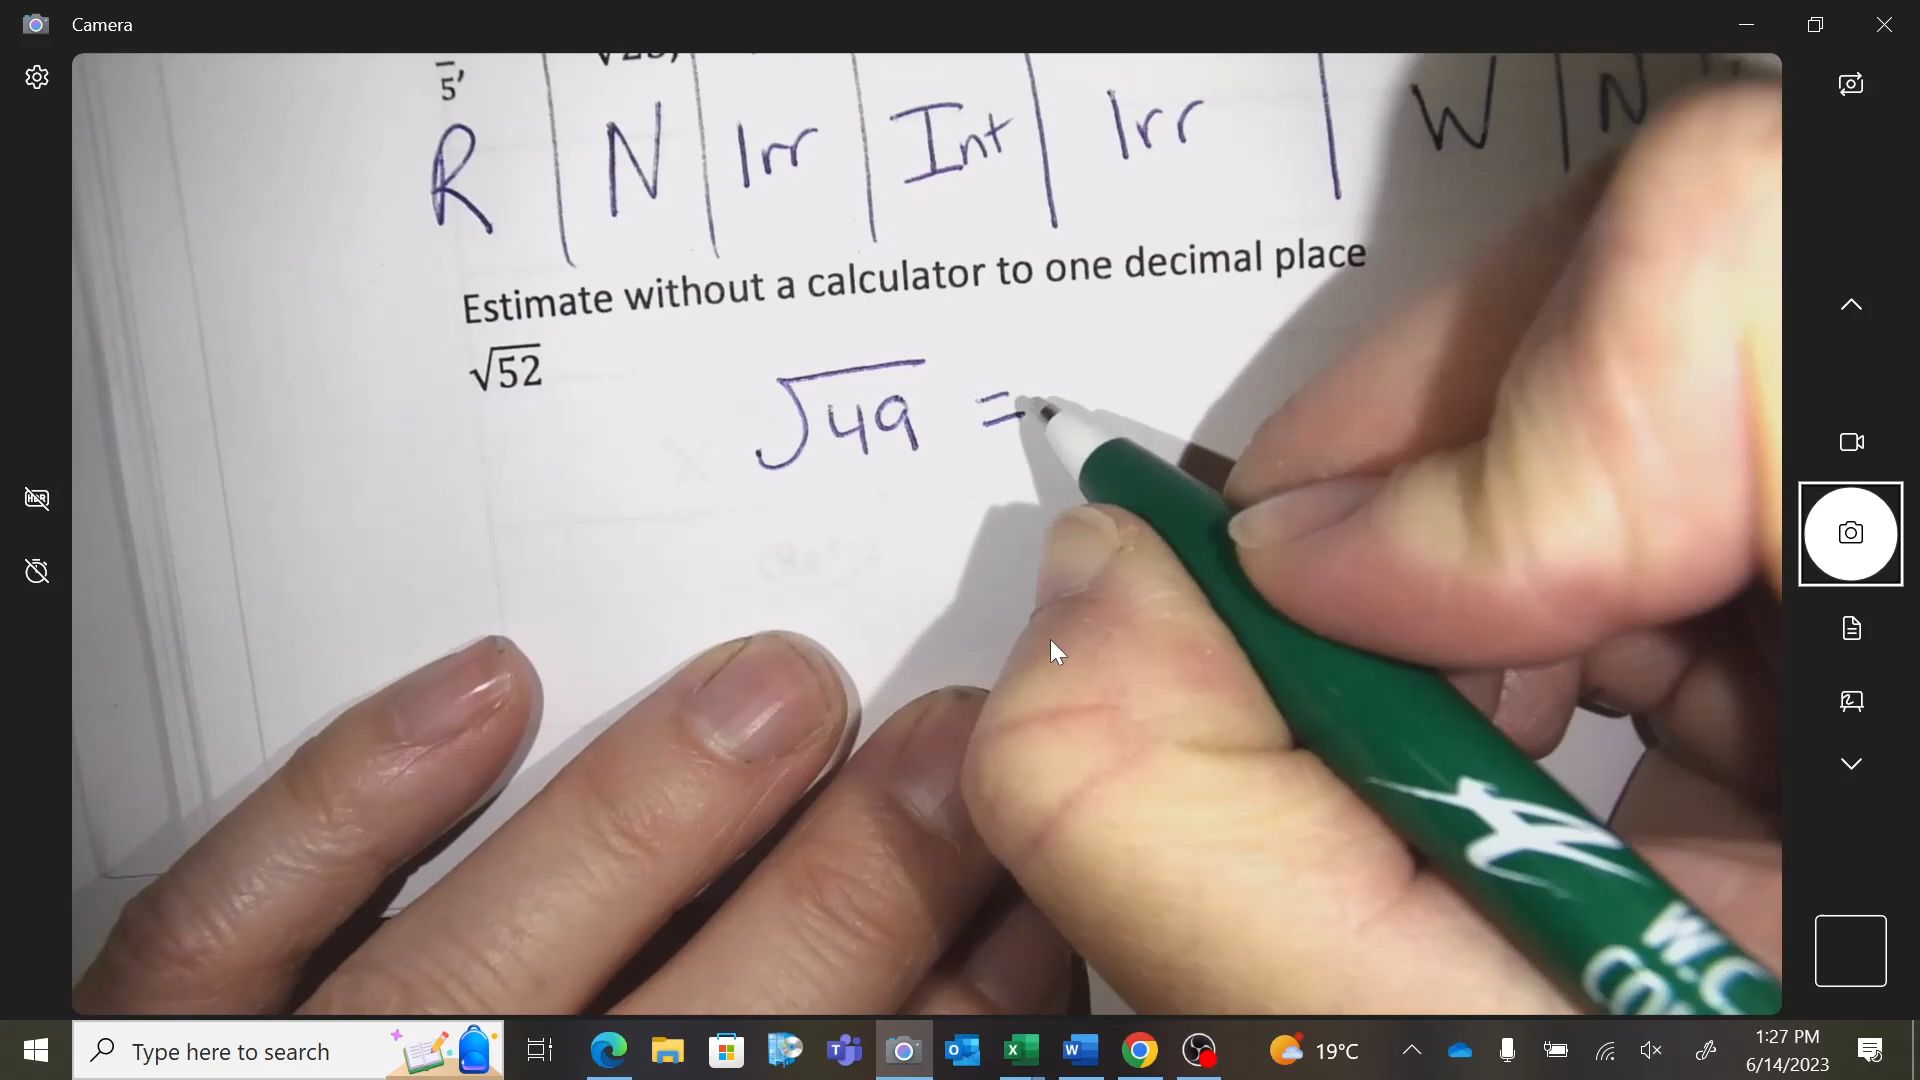 Camera
5,
R | N | Irr | Int | Irr | W | N
Estimate without a calculator to one decimal place
√52
√49 =
W.C
Type here to search
19°C
1:27 PM
6/14/2023